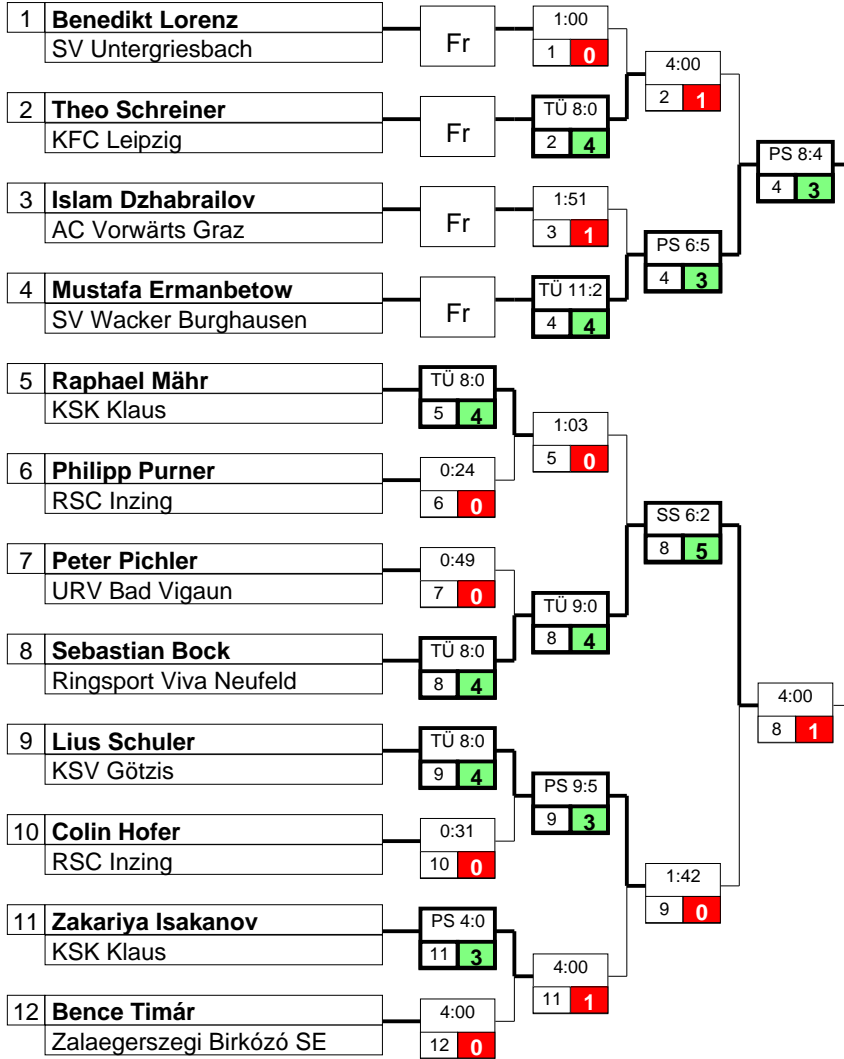 1 Benedikt Lorenz
SV Untergriesbach
Fr
1:00
1 0
4:00
2 1
2 Theo Schreiner
KFC Leipzig
Fr
TÜ 8:0
2 4
PS 8:4
4 3
3 Islam Dzhabrailov
AC Vorwärts Graz
Fr
1:51
3 1
PS 6:5
4 3
4 Mustafa Ermanbetow
SV Wacker Burghausen
Fr
TÜ 11:2
4 4
5 Raphael Mähr
KSK Klaus
TÜ 8:0
5 4
1:03
5 0
6 Philipp Purner
RSC Inzing
0:24
6 0
SS 6:2
8 5
7 Peter Pichler
URV Bad Vigaun
0:49
7 0
TÜ 9:0
8 4
8 Sebastian Bock
Ringsport Viva Neufeld
TÜ 8:0
8 4
4:00
8 1
9 Lius Schuler
KSV Götzis
TÜ 8:0
9 4
PS 9:5
9 3
10 Colin Hofer
RSC Inzing
0:31
10 0
1:42
9 0
11 Zakariya Isakanov
KSK Klaus
PS 4:0
11 3
4:00
11 1
12 Bence Timár
Zalaegerszegi Birkózó SE
4:00
12 0